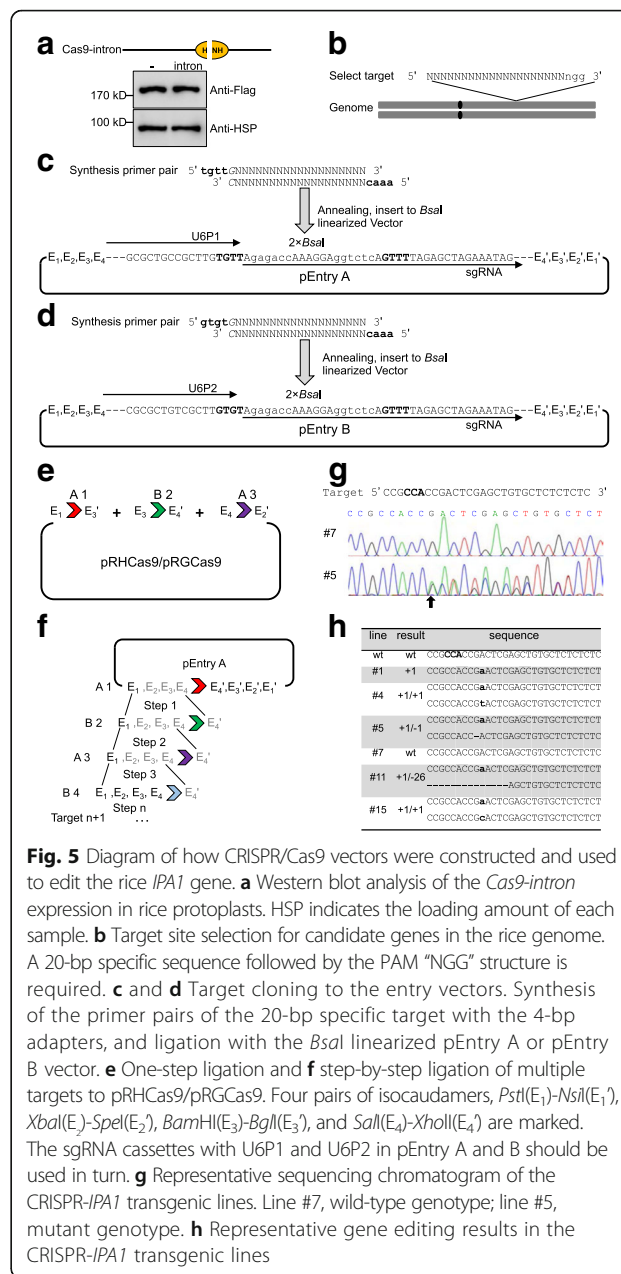 a
Cas9-intron
H NH
- intron
170 kD
Anti-Flag
100 kD
Anti-HSP
b
Select target 5' NNNNNNNNNNNNNNNNNNNNngg 3'
Genome
c
Synthesis primer pair 5' tgttGNNNNNNNNNNNNNNNNNNN 3'
3' CNNNNNNNNNNNNNNNNNNNcaaa 5'
Annealing, insert to BsaI
linearized Vector
U6P1
2×BsaI
E1,E2,E3,E4---GCGCTGCCGCTTGTGTTAgagaccAAAGGAggtctcAGTTTTAGAGCTAGAAATAG---E4',E3',E2',E1'
pEntry A
sgRNA
d
Synthesis primer pair 5' gtgtGNNNNNNNNNNNNNNNNNNN 3'
3' CNNNNNNNNNNNNNNNNNNNcaaa 5'
Annealing, insert to BsaI
linearized Vector
U6P2
2×BsaI
E1,E2,E3,E4---CGCGCTGTCGCTTGTGTAgagaccAAAGGAggtctcAGTTTTAGAGCTAGAAATAG---E4',E3',E2',E1'
pEntry B
sgRNA
e
A 1 B 2 A 3
E1 E3' + E3 E4' + E4 E2'
pRHCas9/pRGCas9
f
pEntry A
A 1 E1 ,E2,E3,E4 E4',E3',E2',E1'
Step 1
B 2 E1 ,E2, E3, E4 E4'
Step 2
A 3 E1 ,E2, E3, E4 E4'
Step 3
B 4 E1 ,E2, E3, E4 E4'
Step n
Target n+1 ...
g
Target 5'CCGCCACCGACTCGAGCTGTGCTCTCTCTC 3'
C C G C C A C C G A C T C G A G C T G T G C T C T
#7
#5
h
line result sequence
wt wt CCGCCACCGACTCGAGCTGTGCTCTCTCTC
#1 +1 CCGCCACCGaACTCGAGCTGTGCTCTCTCT
#4 +1/+1 CCGCCACCGaACTCGAGCTGTGCTCTCTCT
CCGCCACCGtACTCGAGCTGTGCTCTCTCT
#5 +1/-1 CCGCCACCGaACTCGAGCTGTGCTCTCTCT
CCGCCACC-ACTCGAGCTGTGCTCTCTCTC
#7 wt CCGCCACCGACTCGAGCTGTGCTCTCTCTC
#11 +1/-26 CCGCCACCGaACTCGAGCTGTGCTCTCTCT
---------------AGCTGTGCTCTCTCTC
#15 +1/+1 CCGCCACCGaACTCGAGCTGTGCTCTCTCT
CCGCCACCGcACTCGAGCTGTGCTCTCTCT
Fig. 5 Diagram of how CRISPR/Cas9 vectors were constructed and used
to edit the rice IPA1 gene. a Western blot analysis of the Cas9-intron
expression in rice protoplasts. HSP indicates the loading amount of each
sample. b Target site selection for candidate genes in the rice genome.
A 20-bp specific sequence followed by the PAM "NGG" structure is
required. c and d Target cloning to the entry vectors. Synthesis
of the primer pairs of the 20-bp specific target with the 4-bp
adapters, and ligation with the BsaI linearized pEntry A or pEntry
B vector. e One-step ligation and f step-by-step ligation of multiple
targets to pRHCas9/pRGCas9. Four pairs of isocaudamers, PstI(E1)-NsiI(E1'),
XbaI(E2)-SpeI(E2'), BamHI(E3)-BglI(E3'), and SalI(E4)-XhoII(E4') are marked.
The sgRNA cassettes with U6P1 and U6P2 in pEntry A and B should be
used in turn. g Representative sequencing chromatogram of the
CRISPR-IPA1 transgenic lines. Line #7, wild-type genotype; line #5,
mutant genotype. h Representative gene editing results in the
CRISPR-IPA1 transgenic lines